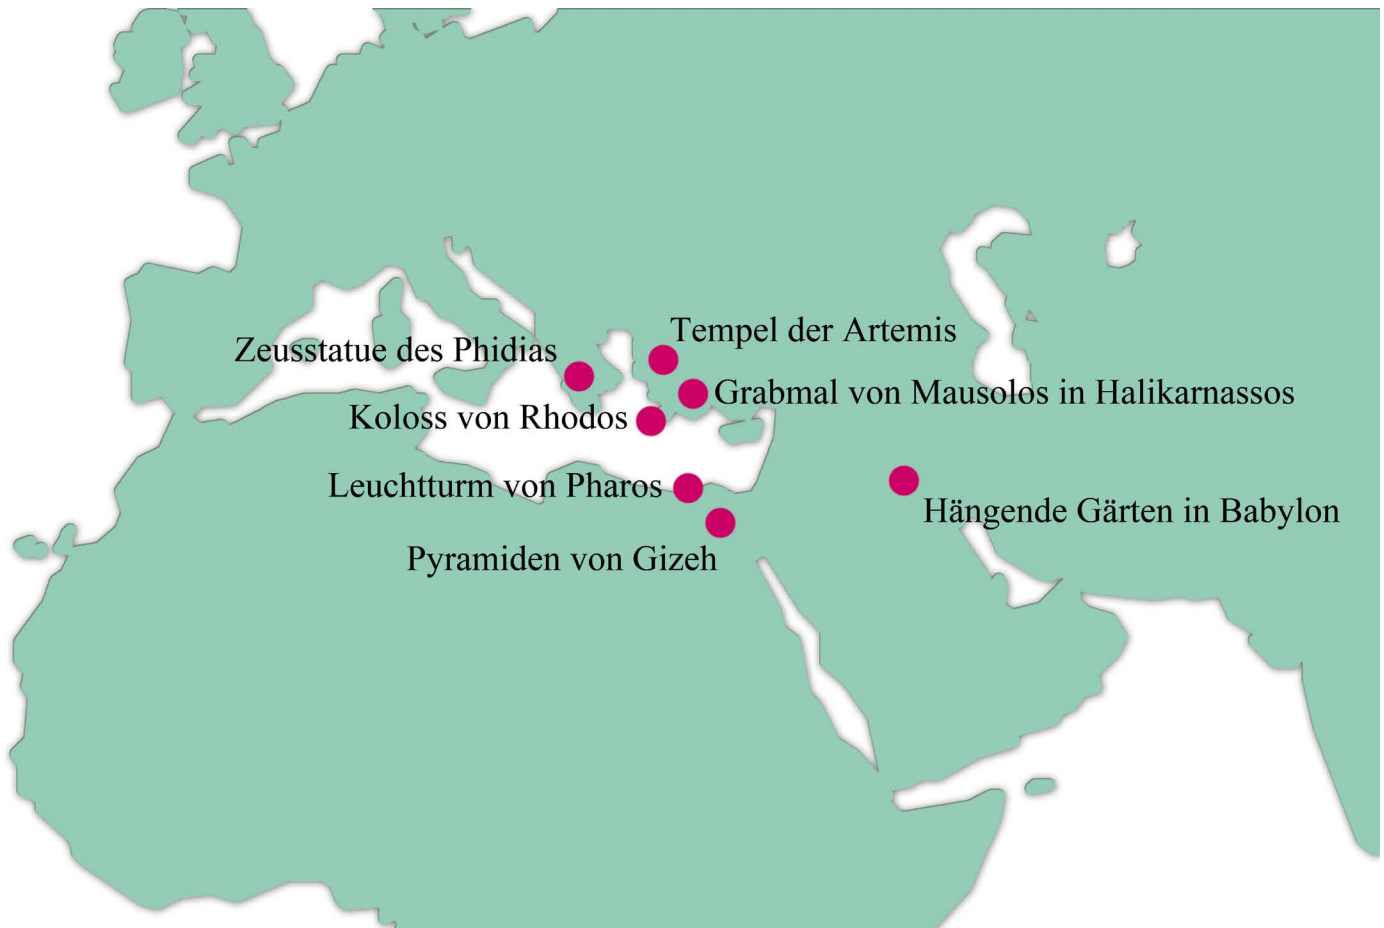 Tempel der Artemis
Zeusstatue des Phidias
Grabmal von Mausolos in Halikarnassos
Koloss von Rhodos
Leuchtturm von Pharos
Hängende Gärten in Babylon
Pyramiden von Gizeh